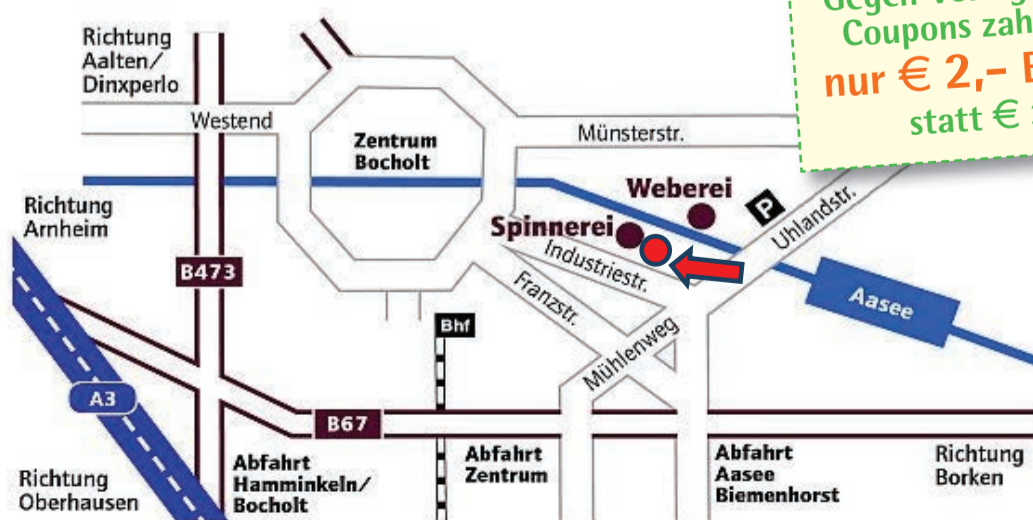 Coupons
nur € 2,–
statt €
Richtung
Aalten/
Dinxperlo
Westend
Zentrum
Bocholt
Münsterstr.
Weberei
P
Uhlandstr.
Richtung
Arnheim
Spinnerei
Industriestr.
B473
Franzstr.
Aasee
Bhf
Mühlenweg
A3
B67
Richtung
Oberhausen
Abfahrt
Hamminkeln/
Bocholt
Abfahrt
Zentrum
Abfahrt
Aasee
Biemenhorst
Richtung
Borken